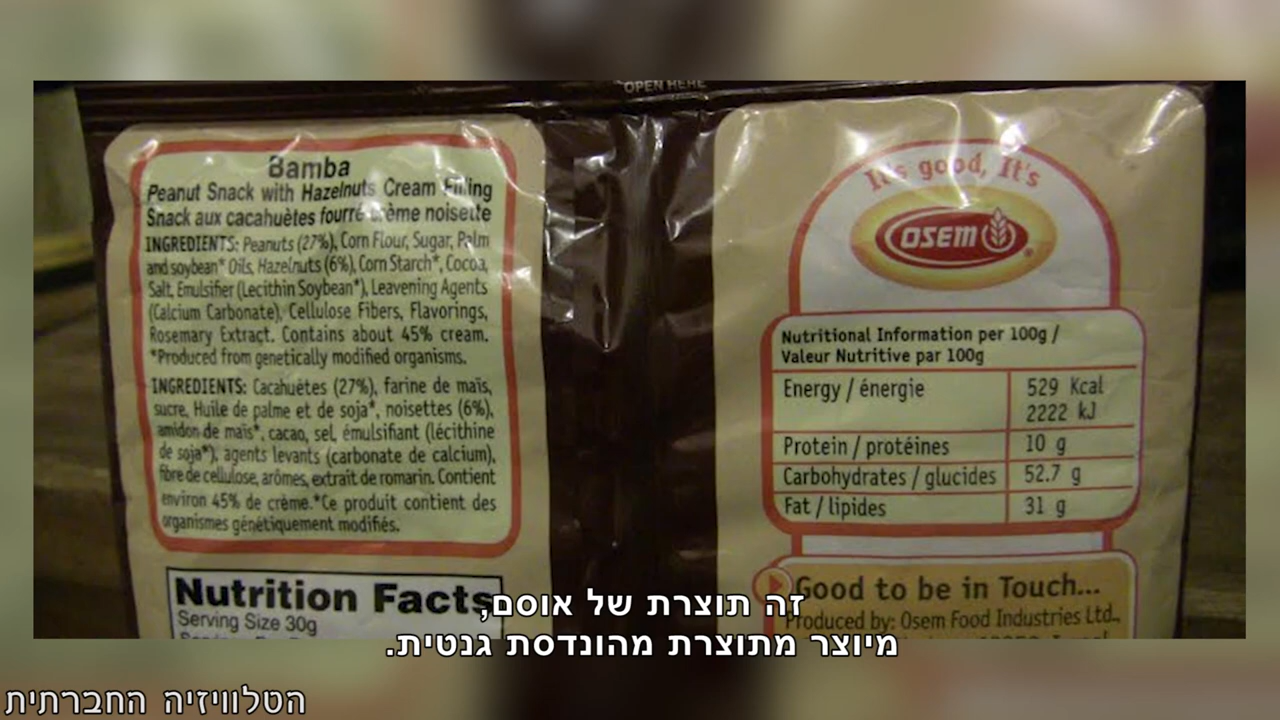 OPEN HERE
Bamba
Peanut Snack with Hazelnuts Cream Filling
Snack aux cacahuètes fourré crème noisette
INGREDIENTS: Peanuts (27%), Corn Flour, Sugar, Palm
and soybean* Oils, Hazelnuts (6%), Corn Starch*, Cocoa,
Salt, Emulsifier (Lecithin Soybean*), Leavening Agents
(Calcium Carbonate), Cellulose Fibers, Flavorings,
Rosemary Extract. Contains about 45% cream.
*Produced from genetically modified organisms.
INGREDIENTS: Cacahuètes (27%), farine de maïs,
sucre, Huile de palme et de soja*, noisettes (6%),
amidon de maïs*, cacao, sel, émulsifiant (lécithine
de soja*), agents levants (carbonate de calcium),
fibre de cellulose, arômes, extrait de romarin. Contient
environ 45% de crème.*Ce produit contient des
organismes génétiquement modifiés.
Nutrition Facts
Serving Size 30g
It's good, It's
OSEM
Nutritional Information per 100g /
Valeur Nutritive par 100g
Energy / énergie 529 Kcal
2222 kJ
Protein / protéines 10 g
Carbohydrates / glucides 52.7 g
Fat / lipides 31 g
Good to be in Touch...
Produced by: Osem Food Industries Ltd.,
זה תוצרת של אוסם,
מיוצר מתוצרת מהונדסת גנטית.
הטלוויזיה החברתית